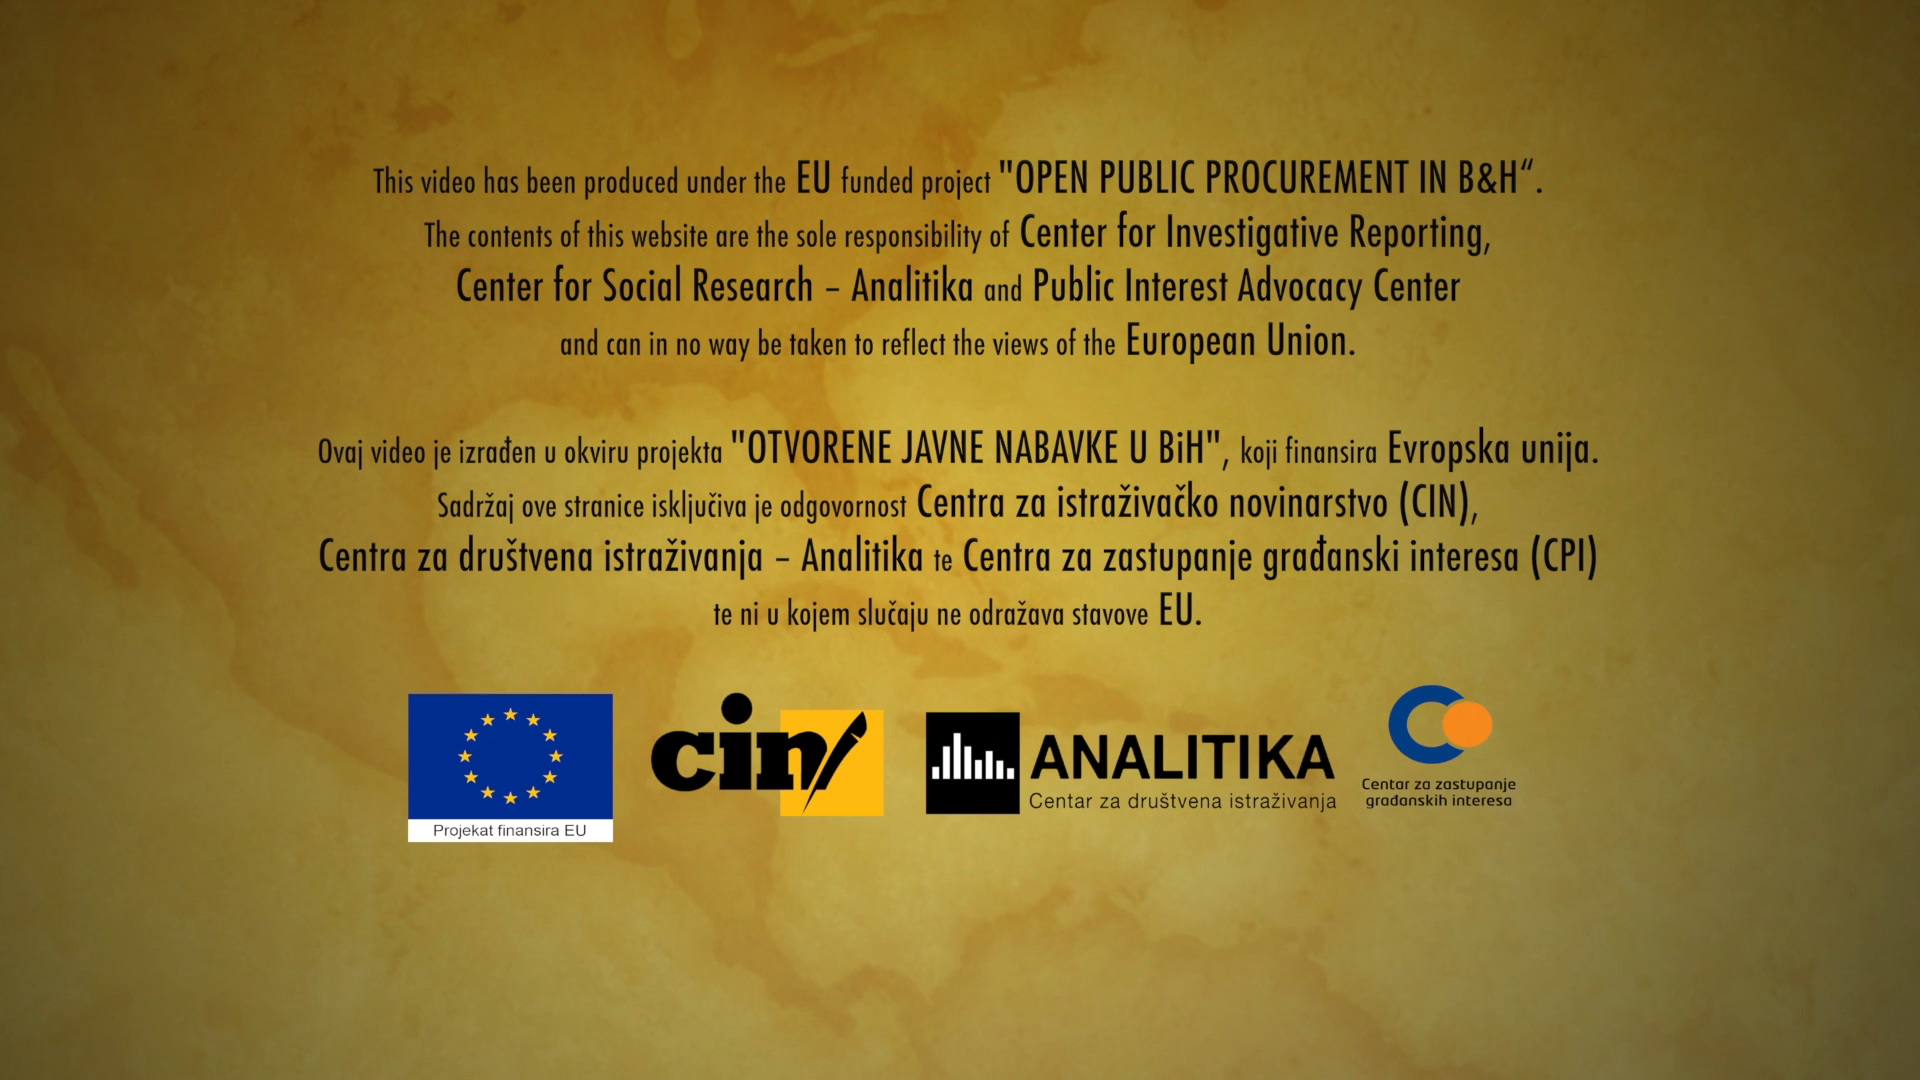 This video has been produced under the EU funded project "OPEN PUBLIC PROCUREMENT IN B&H“.
The contents of this website are the sole responsibility of Center for Investigative Reporting,
Center for Social Research – Analitika and Public Interest Advocacy Center
and can in no way be taken to reflect the views of the European Union.
Ovaj video je izrađen u okviru projekta "OTVORENE JAVNE NABAVKE U BiH", koji finansira Evropska unija.
Sadržaj ove stranice isključiva je odgovornost Centra za istraživačko novinarstvo (CIN),
Centra za društvena istraživanja – Analitika te Centra za zastupanje građanski interesa (CPI)
te ni u kojem slučaju ne odražava stavove EU.
Projekat finansira EU
cin
ANALITIKA
Centar za društvena istraživanja
Centar za zastupanje
građanskih interesa